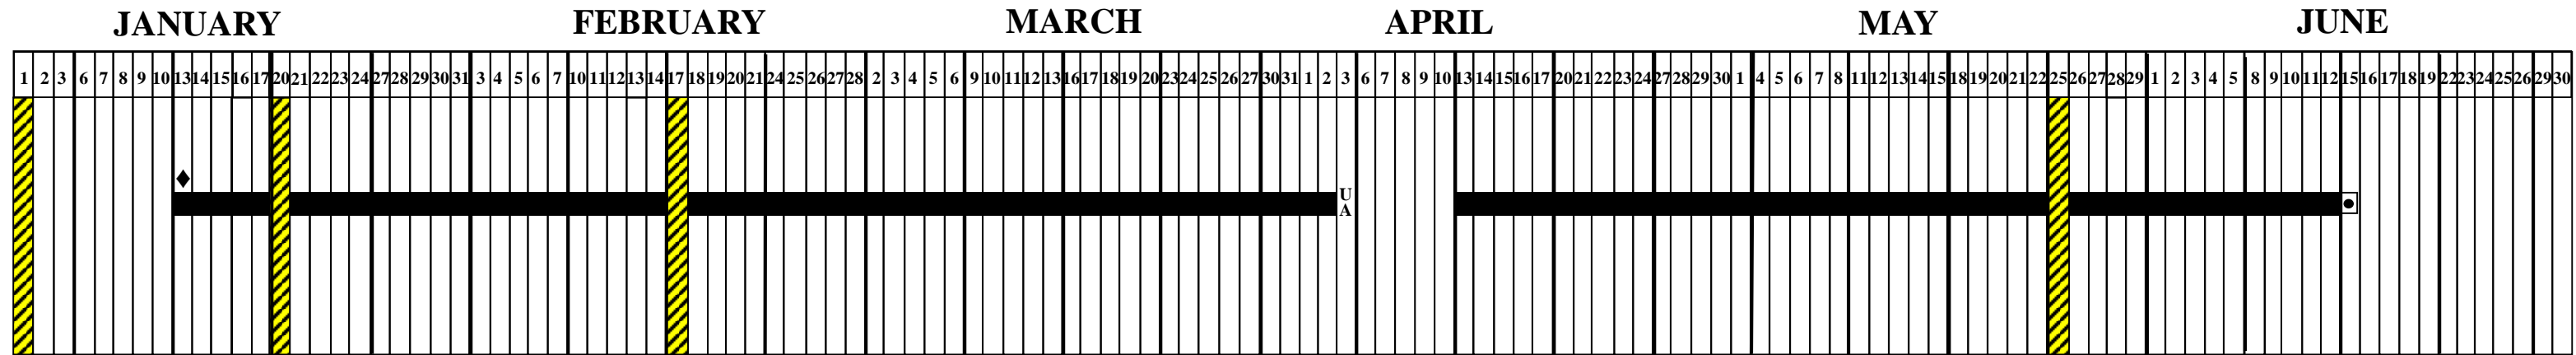 JANUARY FEBRUARY MARCH APRIL MAY JUNE
1 2 3 6 7 8 9 10 13 14 15 16 17 20 21 22 23 24 27 28 29 30 31 3 4 5 6 7 10 11 12 13 14 17 18 19 20 21 24 25 26 27 28 2 3 4 5 6 9 10 11 12 13 16 17 18 19 20 23 24 25 26 27 30 31 1 2 3 6 7 8 9 10 13 14 15 16 17 20 21 22 23 24 27 28 29 30 1 4 5 6 7 8 11 12 13 14 15 18 19 20 21 22 25 26 27 28 29 1 2 3 4 5 8 9 10 11 12 15 16 17 18 19 22 23 24 25 26 29 30
U
A